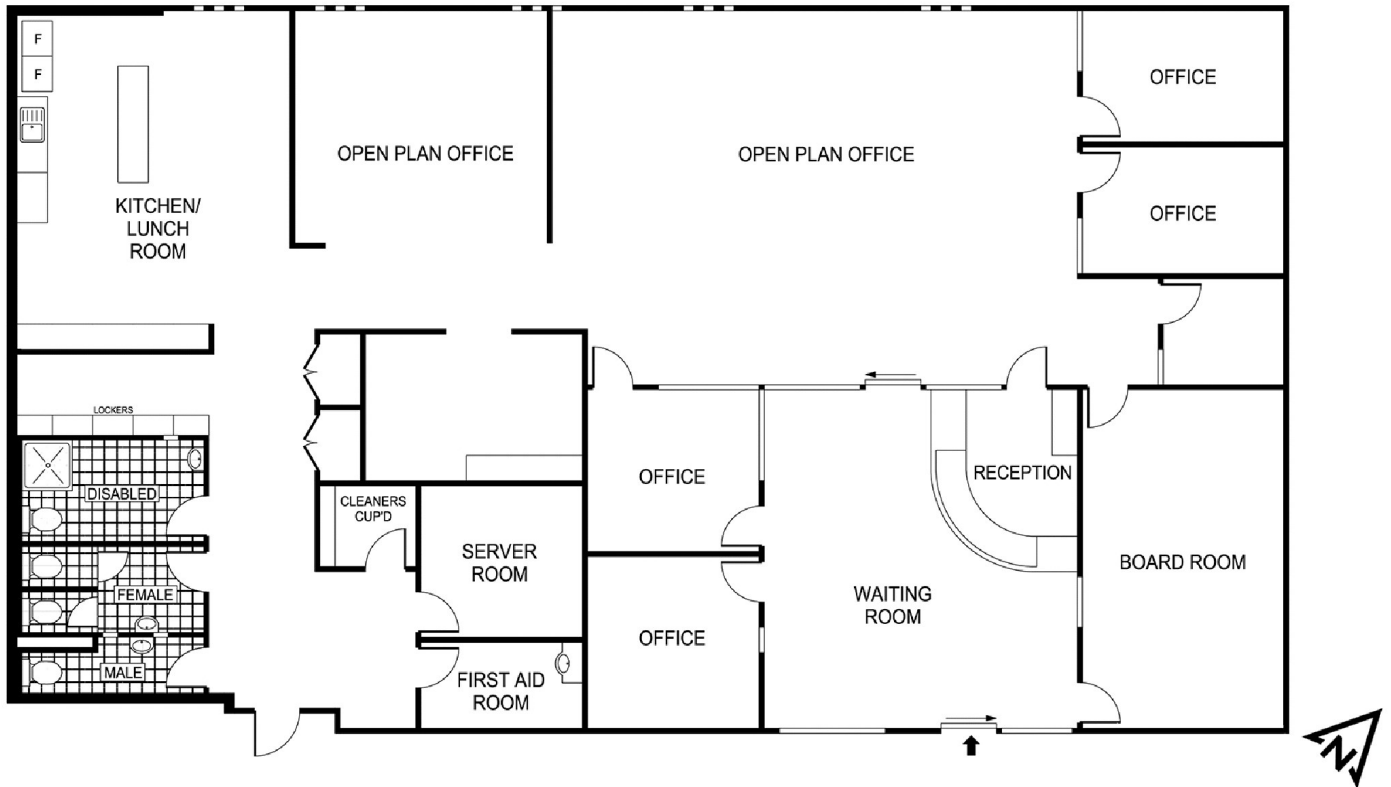 F
F
OFFICE
OPEN PLAN OFFICE
OPEN PLAN OFFICE
KITCHEN/
LUNCH
ROOM
OFFICE
LOCKERS
DISABLED
OFFICE
RECEPTION
CLEANERS
CUP'D
SERVER
ROOM
BOARD ROOM
FEMALE
WAITING
ROOM
OFFICE
MALE
FIRST AID
ROOM
N